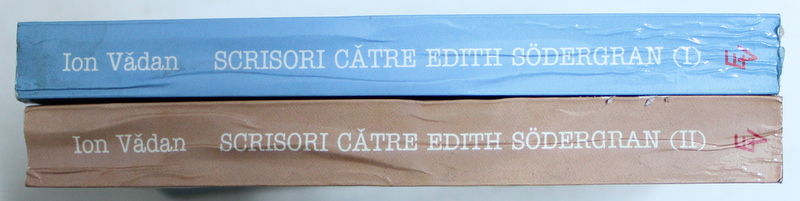 Ion Vădan SCRISORI CĂTRE EDITH SÖDERGRAN (I)
Ion Vădan SCRISORI CĂTRE EDITH SÖDERGRAN (II)